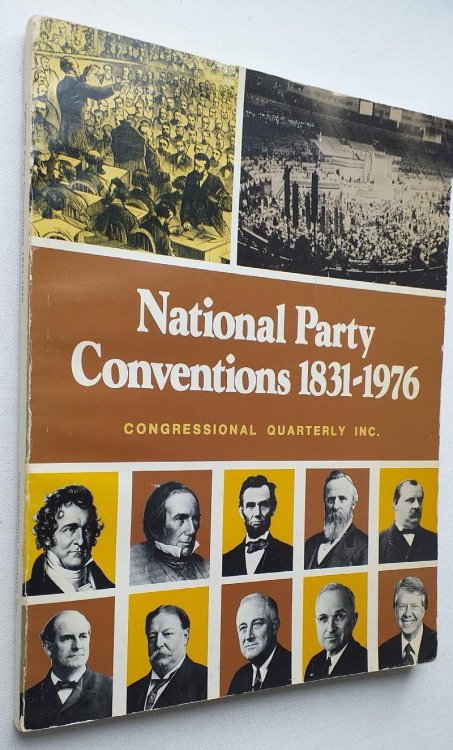 National Party
Conventions 1831-1976
CONGRESSIONAL QUARTERLY INC.